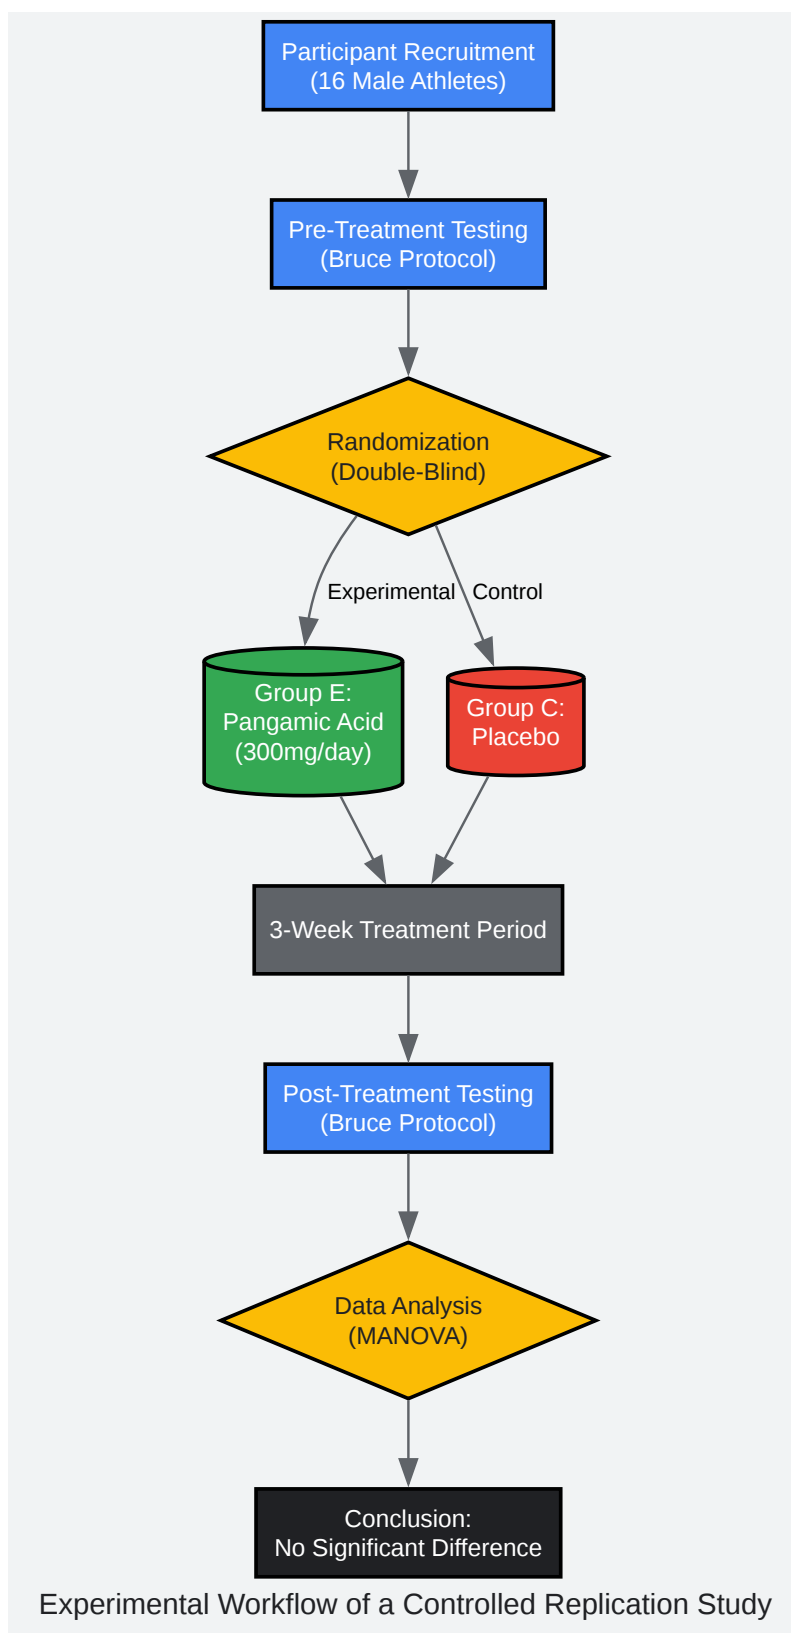 Participant Recruitment
(16 Male Athletes)
Pre-Treatment Testing
(Bruce Protocol)
Randomization
(Double-Blind)
Experimental
Control
Group E:
Pangamic Acid
(300mg/day)
Group C:
Placebo
3-Week Treatment Period
Post-Treatment Testing
(Bruce Protocol)
Data Analysis
(MANOVA)
Conclusion:
No Significant Difference
Experimental Workflow of a Controlled Replication Study